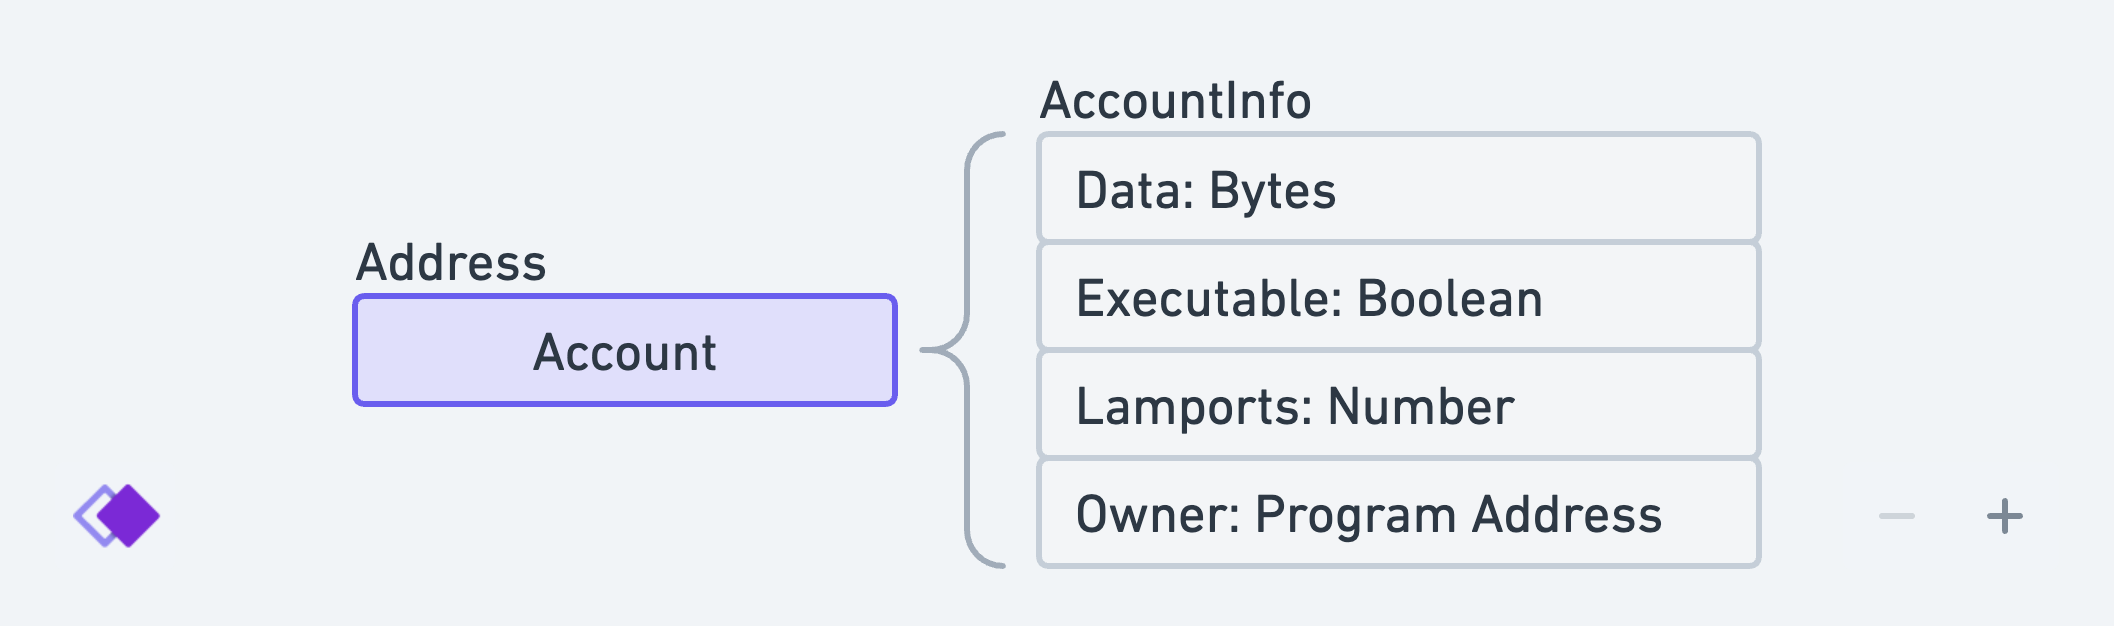 Address
Account
AccountInfo
Data: Bytes
Executable: Boolean
Lamports: Number
Owner: Program Address